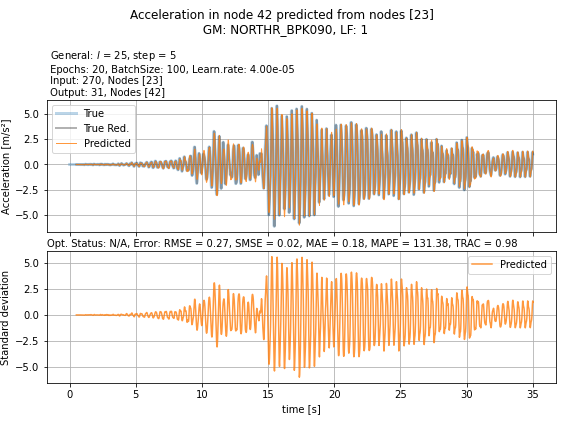 Acceleration in node 42 predicted from nodes [23]
GM: NORTHR_BPK090, LF: 1
General: l = 25, step = 5
Epochs: 20, BatchSize: 100, Learn.rate: 4.00e-05
Input: 270, Nodes [23]
Output: 31, Nodes [42]
Acceleration [m/s²]
5.0
2.5
0.0
−2.5
−5.0
True
True Red.
Predicted
Opt. Status: N/A, Error: RMSE = 0.27, SMSE = 0.02, MAE = 0.18, MAPE = 131.38, TRAC = 0.98
Standard deviation
5.0
2.5
0.0
−2.5
−5.0
Predicted
0 5 10 15 20 25 30 35
time [s]